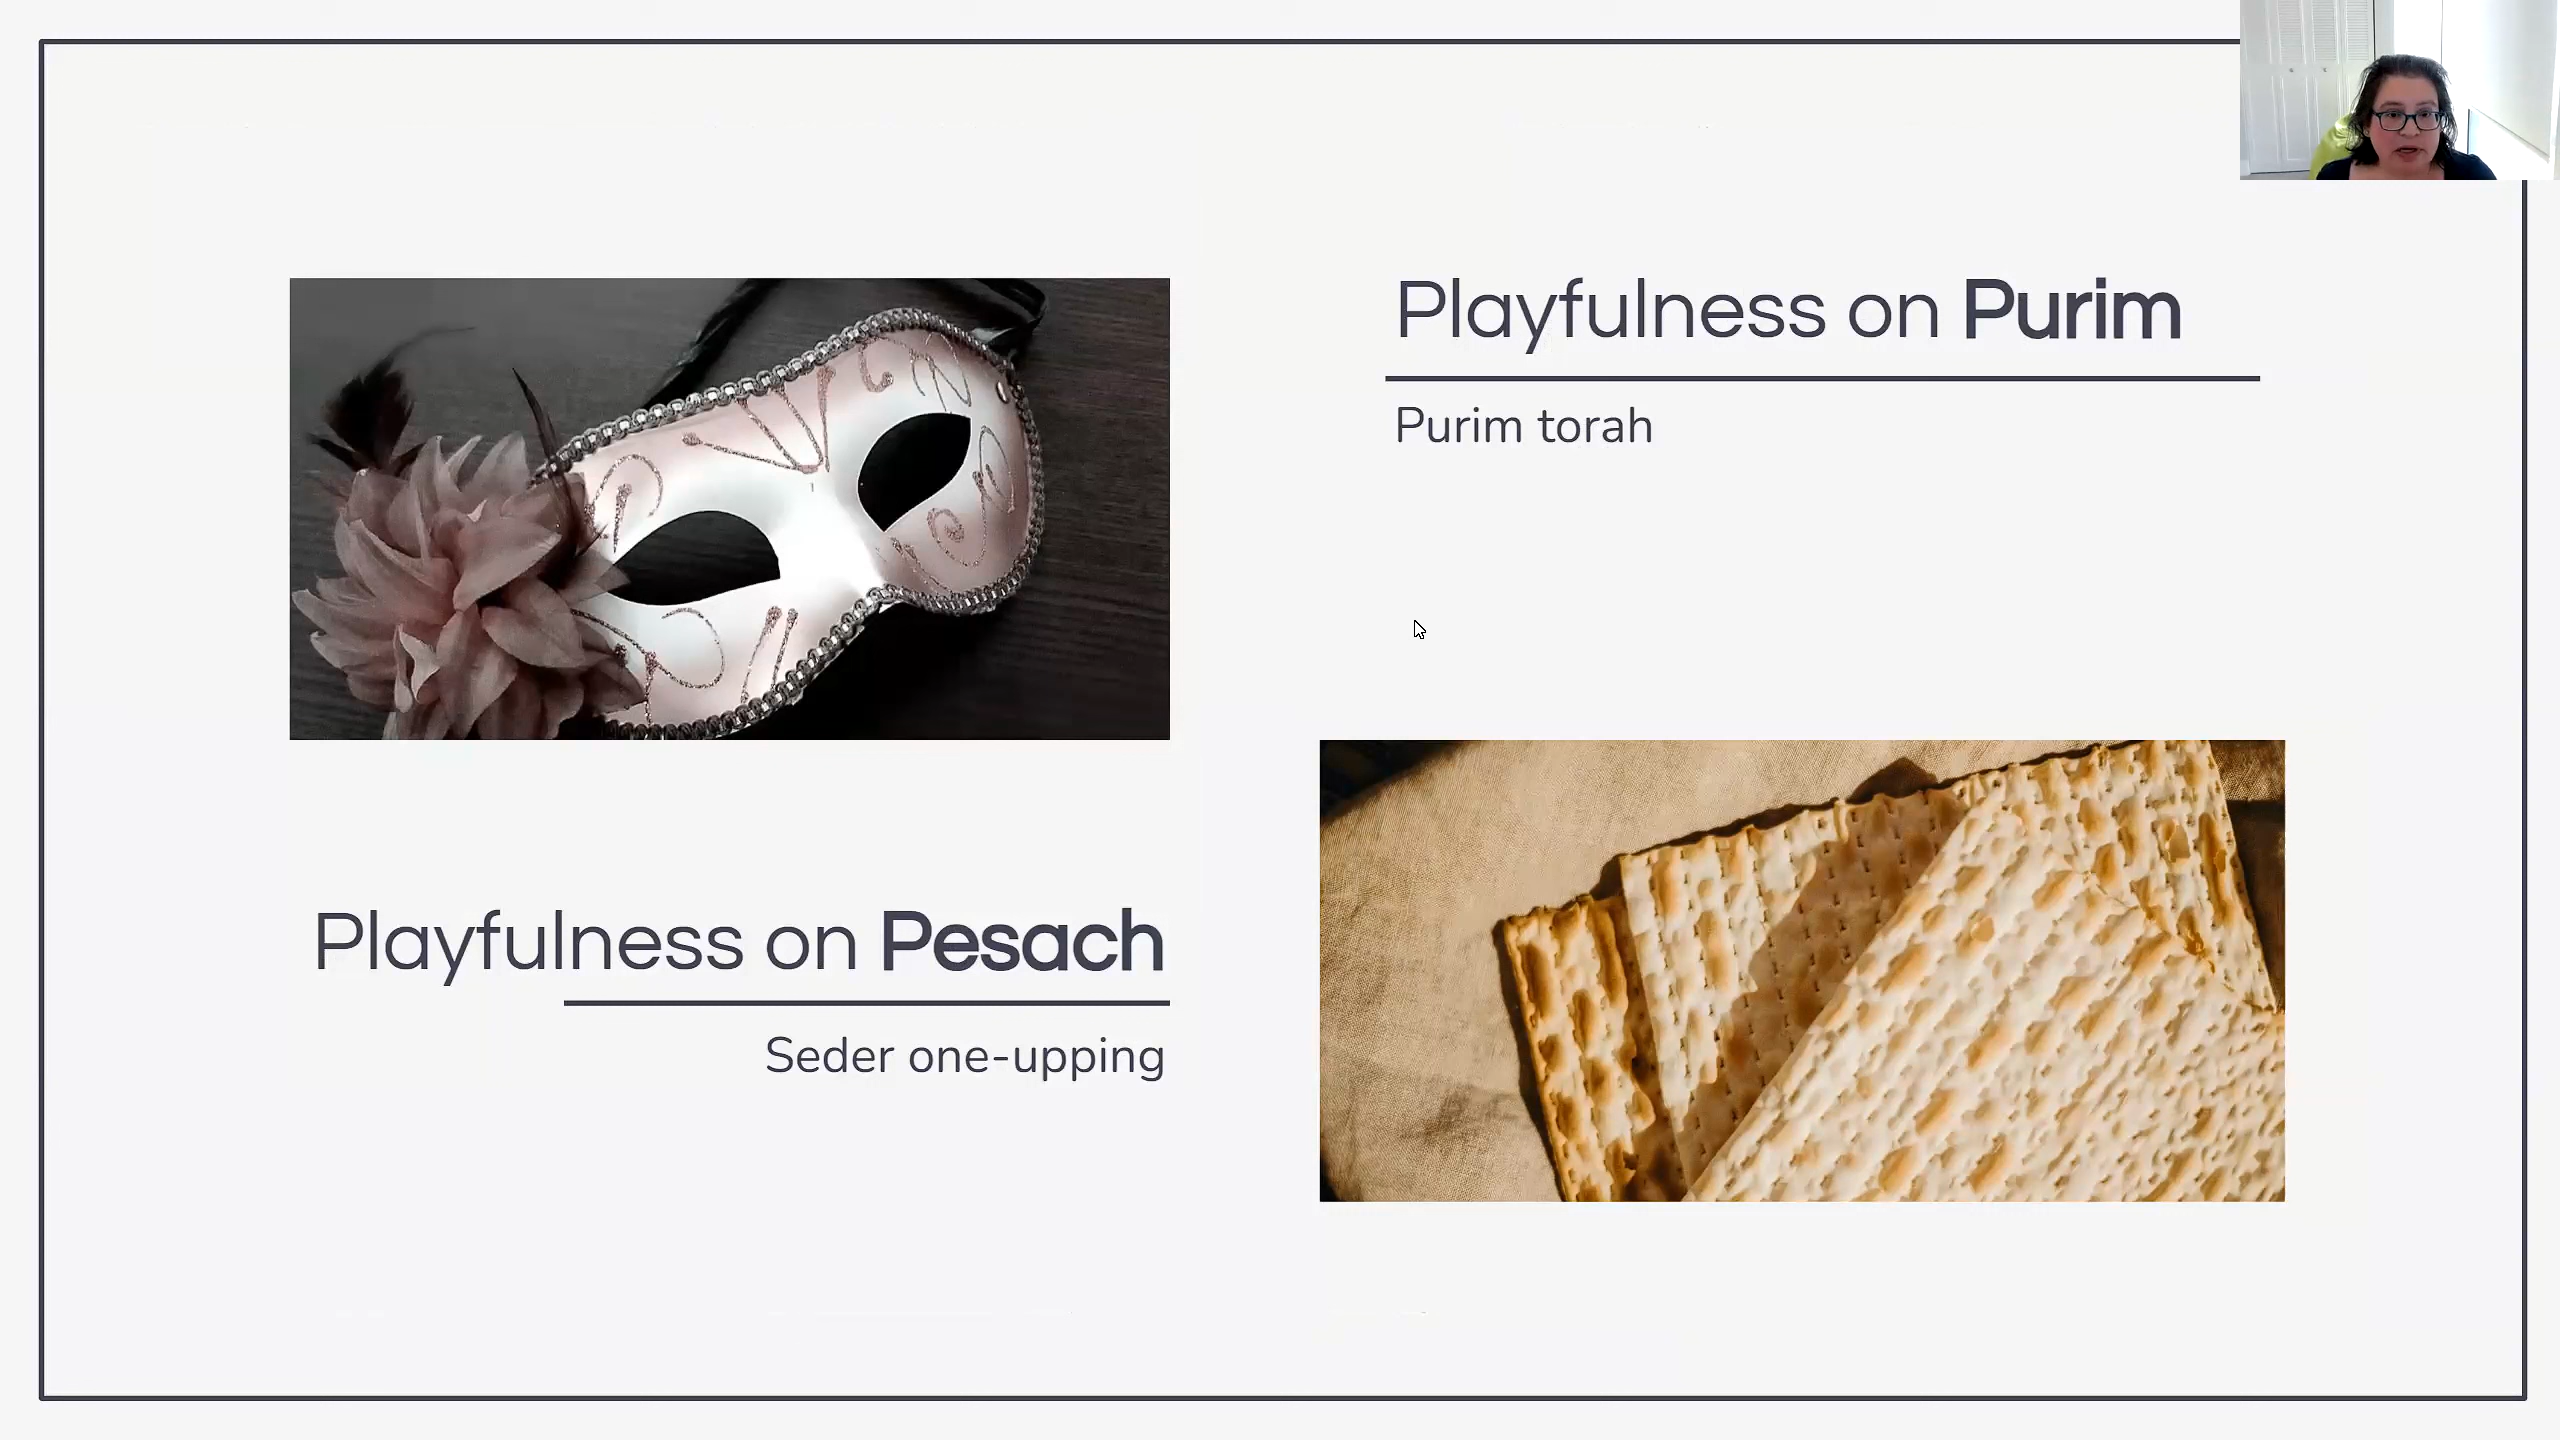 Playfulness on Purim
Purim torah
Playfulness on Pesach
Seder one-upping